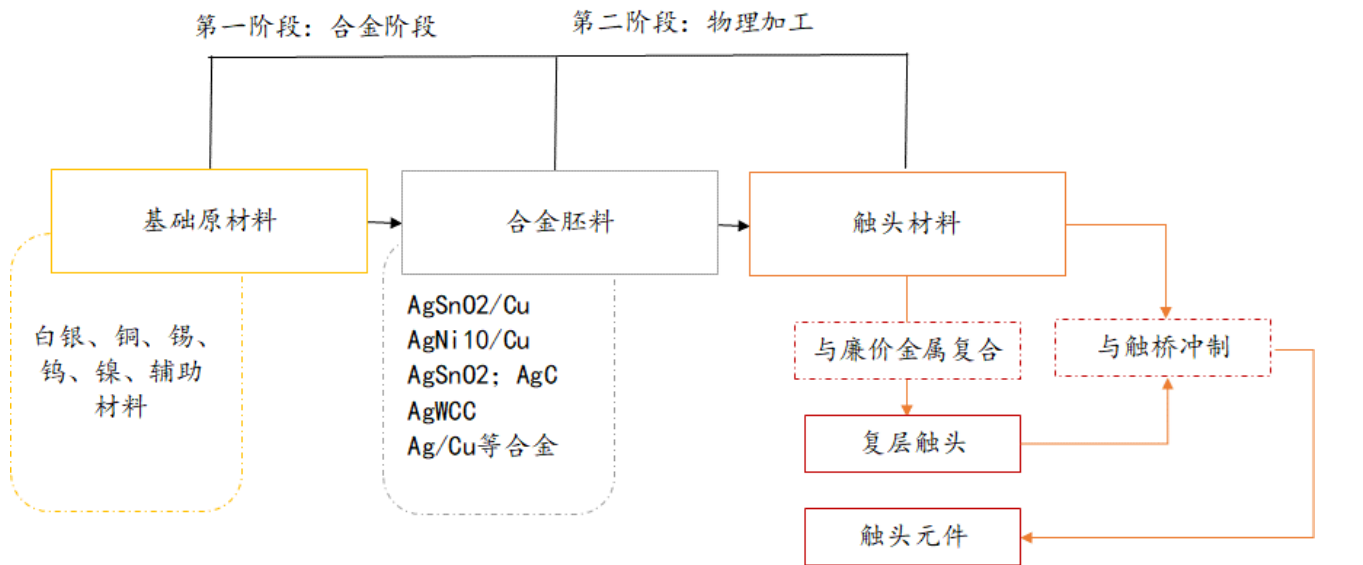 第一阶段：合金阶段
第二阶段：物理加工
基础原材料
合金胚料
触头材料
白银、铜、锡、
钨、镍、辅助
材料
AgSnO2/Cu
AgNi10/Cu
AgSnO2；AgC
AgWCC
Ag/Cu等合金
与廉价金属复合
与触桥冲制
复层触头
触头元件